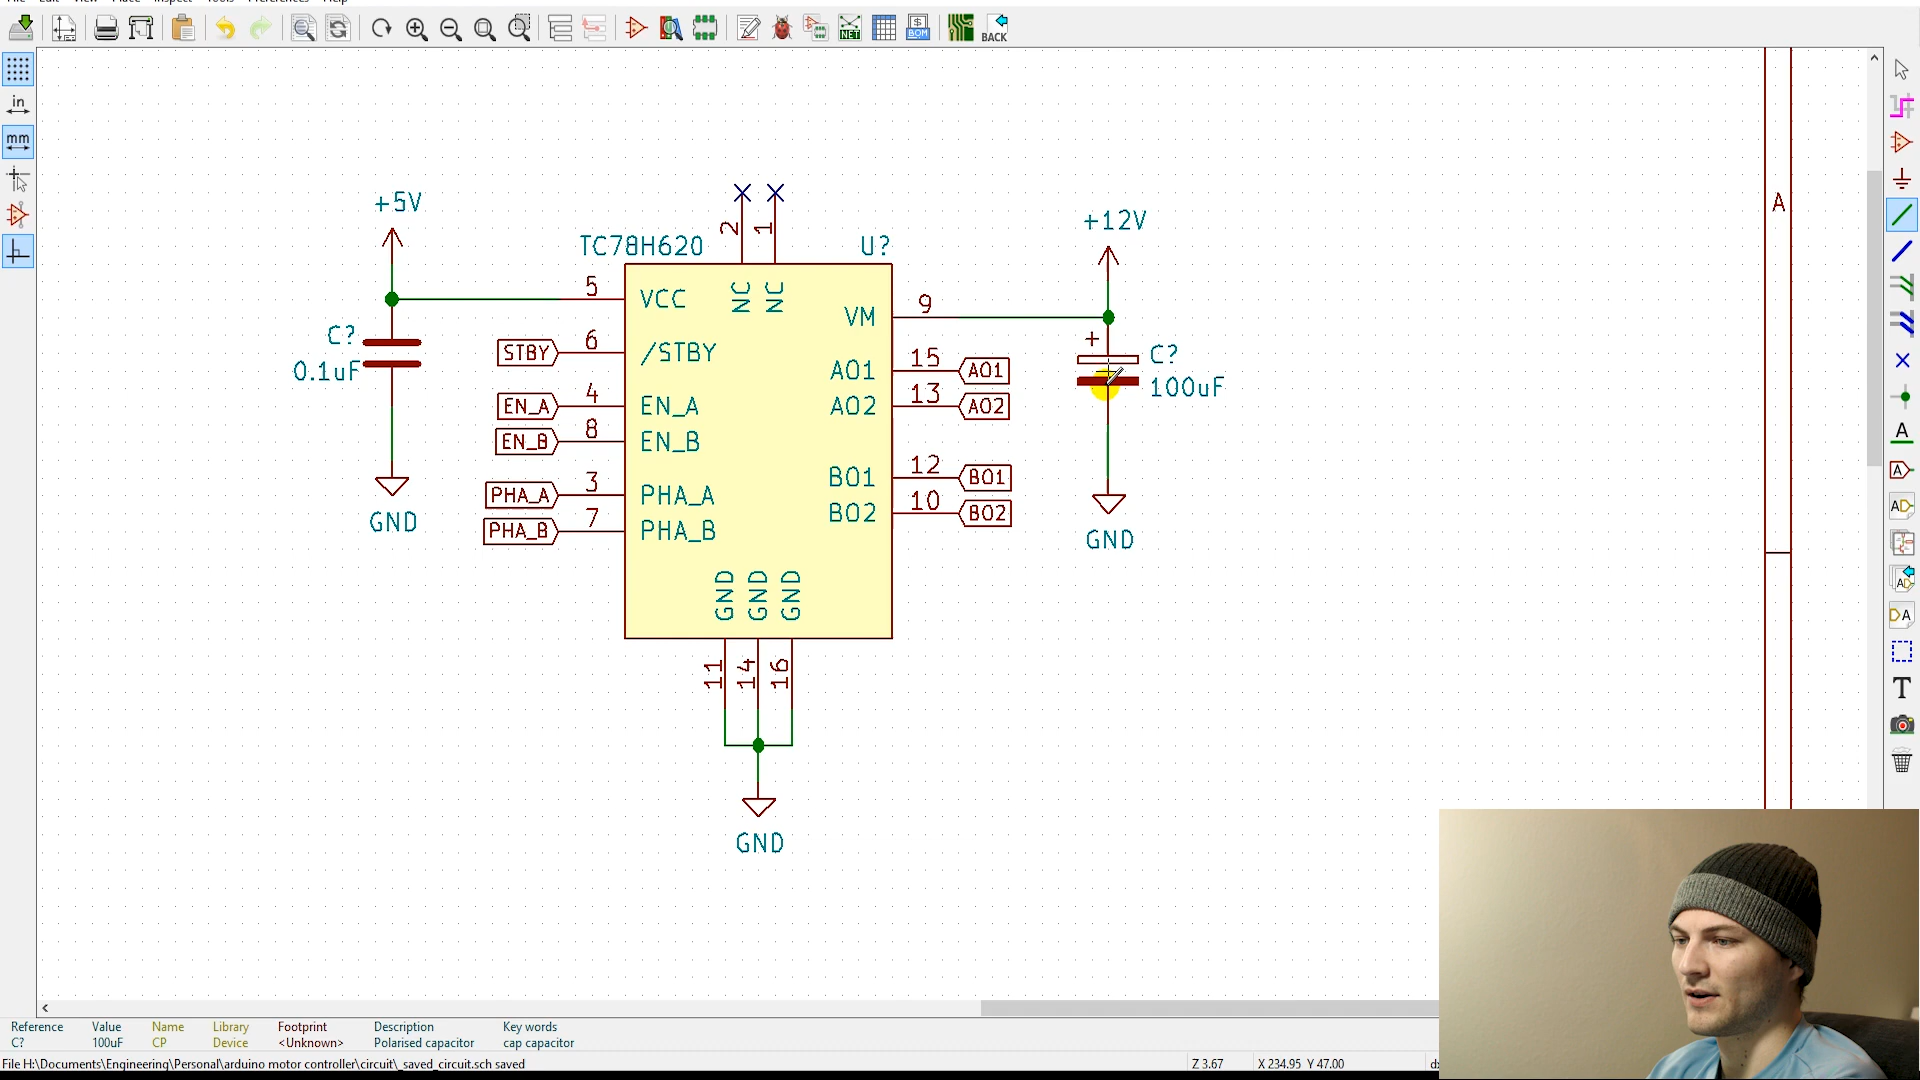 in
mm
NET
$
BOM
BACK
A
+5V
C?
0.1uF
GND
TC78H620
U?
2
1
NC
NC
5
VCC
STBY
6
/STBY
EN_A
4
EN_A
EN_B
8
EN_B
PHA_A
3
PHA_A
PHA_B
7
PHA_B
VM
9
AO1
15
AO1
AO2
13
AO2
BO1
12
BO1
BO2
10
BO2
GND
GND
GND
11
14
16
GND
+12V
+
C?
100uF
GND
A
A
T
Reference Value Name Library Footprint Description Key words
C? 100uF CP Device <Unknown> Polarised capacitor cap capacitor
File H:\Documents\Engineering\Personal\arduino motor controller\circuit\_saved_circuit.sch saved
Z 3.67
X 234.95 Y 47.00